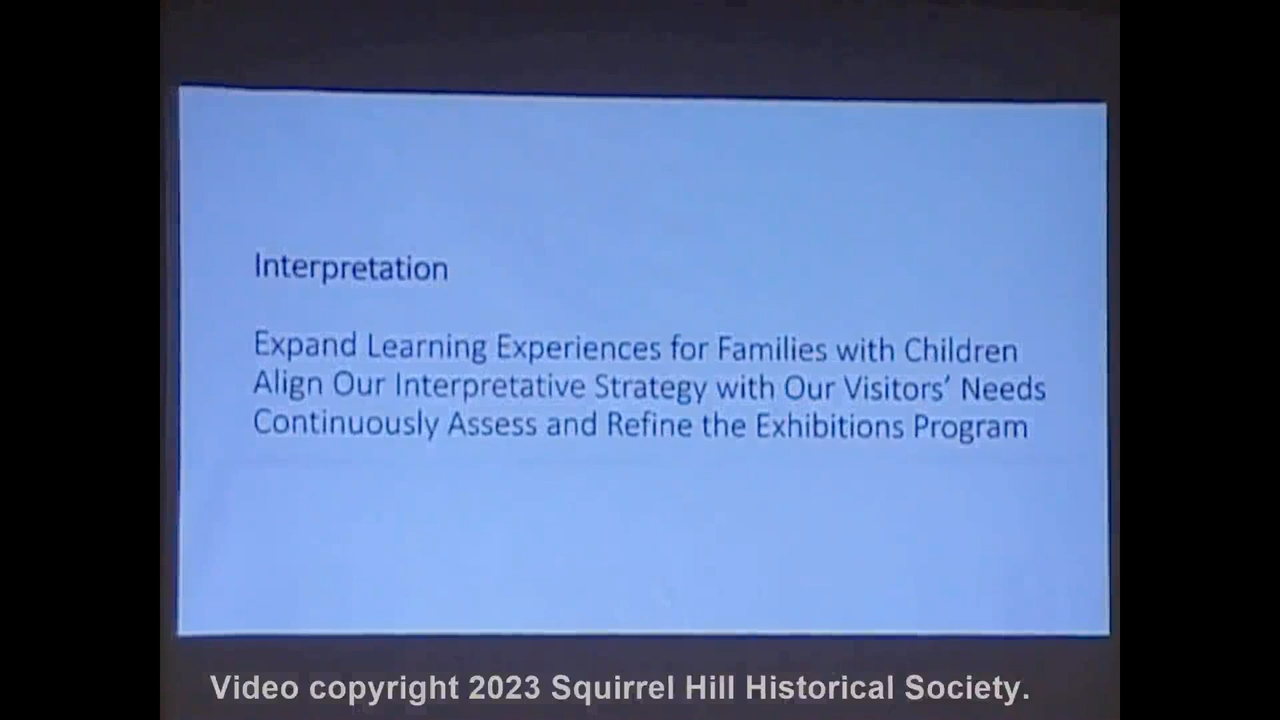 Interpretation
Expand Learning Experiences for Families with Children
Align Our Interpretative Strategy with Our Visitors’ Needs
Continuously Assess and Refine the Exhibitions Program
Video copyright 2023 Squirrel Hill Historical Society.